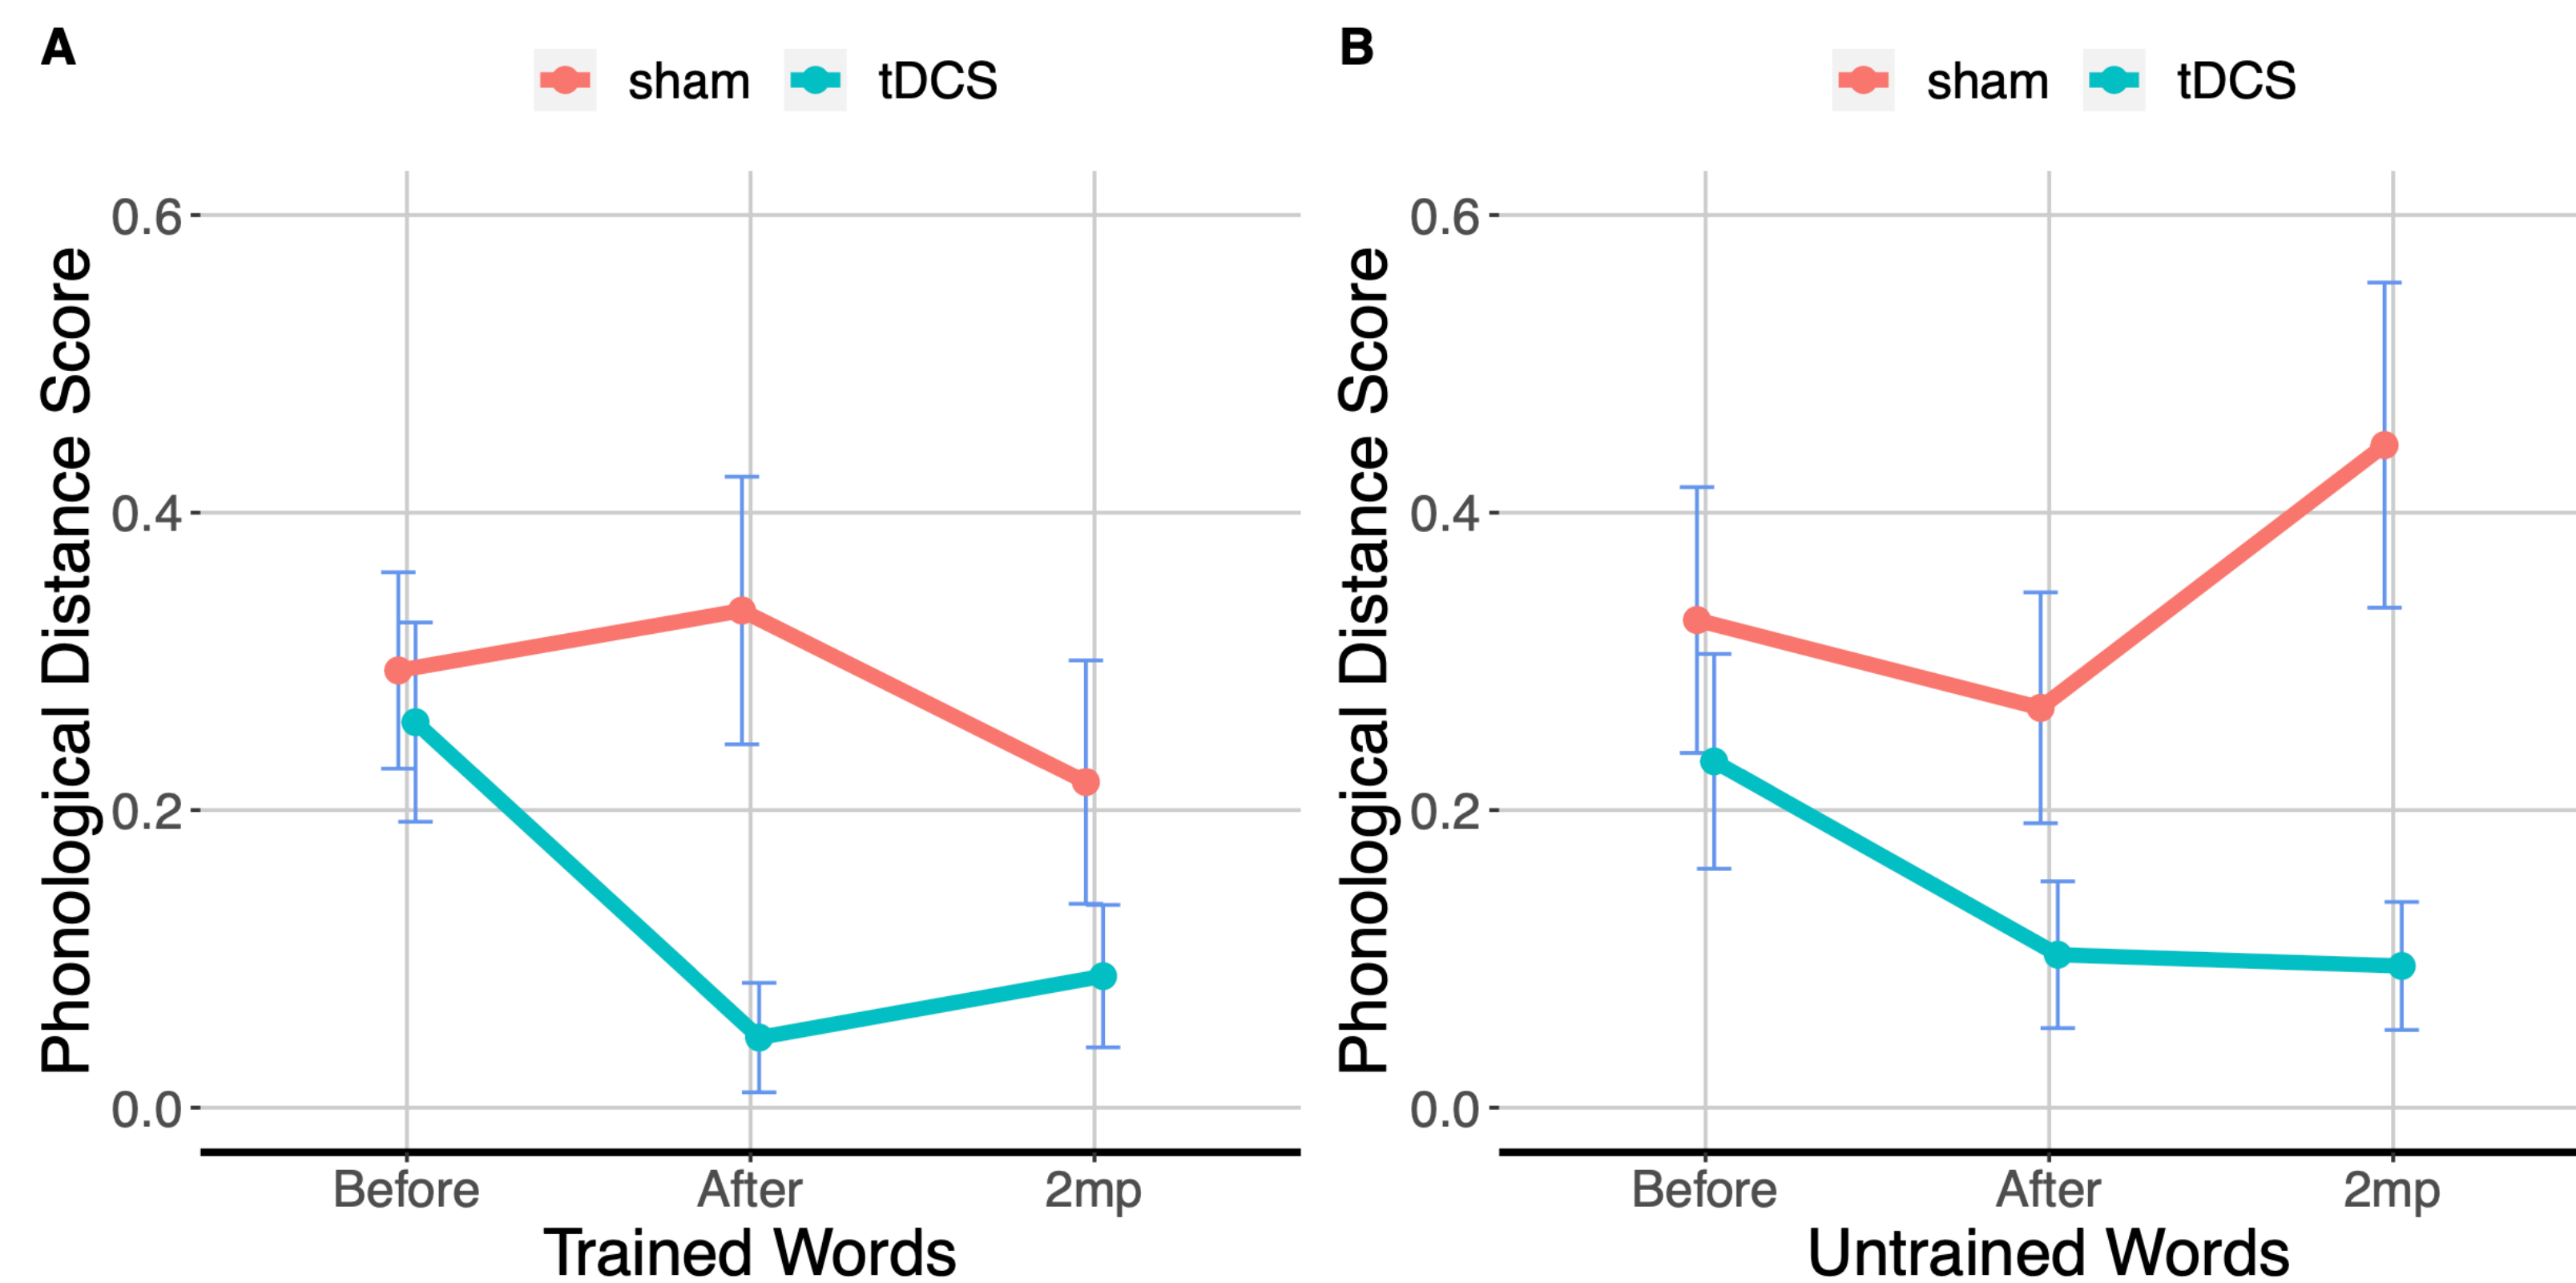 A
sham tDCS
Phonological Distance Score
0.6
0.4
0.2
0.0
Before After 2mp
Trained Words
B
sham tDCS
Phonological Distance Score
0.6
0.4
0.2
0.0
Before After 2mp
Untrained Words